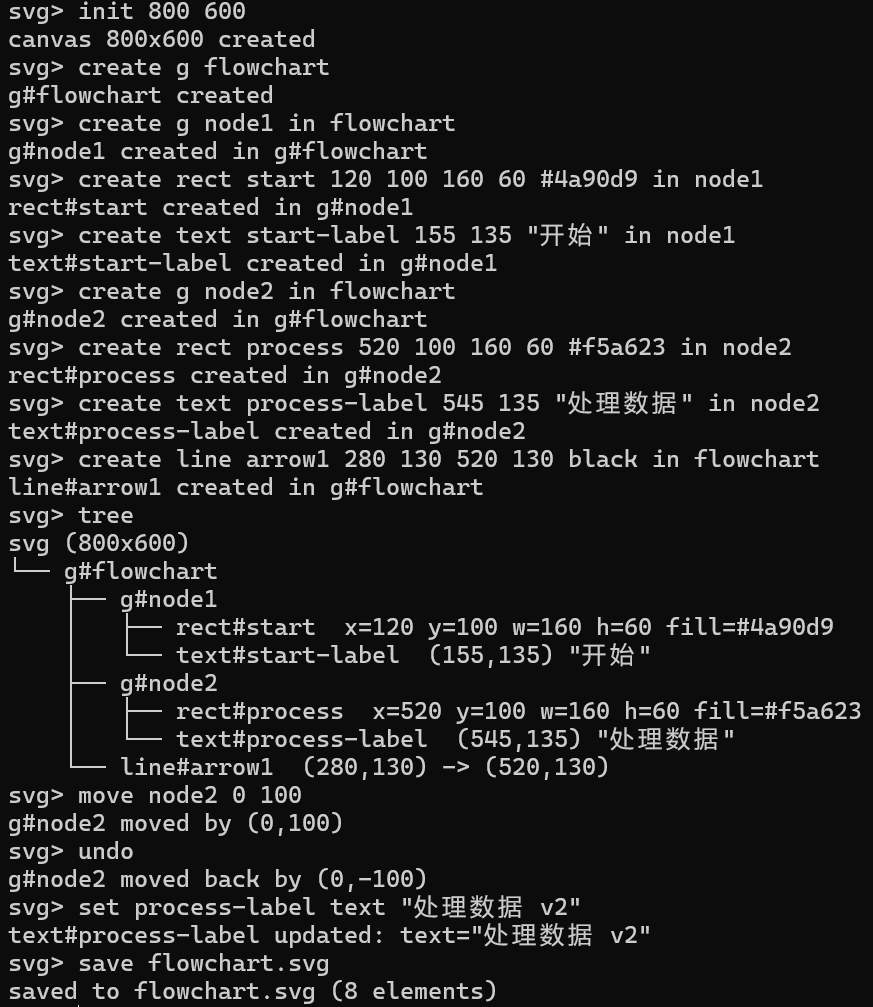 svg> init 800 600
canvas 800x600 created
svg> create g flowchart
g#flowchart created
svg> create g node1 in flowchart
g#node1 created in g#flowchart
svg> create rect start 120 100 160 60 #4a90d9 in node1
rect#start created in g#node1
svg> create text start-label 155 135 "开始" in node1
text#start-label created in g#node1
svg> create g node2 in flowchart
g#node2 created in g#flowchart
svg> create rect process 520 100 160 60 #f5a623 in node2
rect#process created in g#node2
svg> create text process-label 545 135 "处理数据" in node2
text#process-label created in g#node2
svg> create line arrow1 280 130 520 130 black in flowchart
line#arrow1 created in g#flowchart
svg> tree
svg (800x600)
└── g#flowchart
    ├── g#node1
    │   ├── rect#start  x=120 y=100 w=160 h=60 fill=#4a90d9
    │   └── text#start-label  (155,135) "开始"
    ├── g#node2
    │   ├── rect#process  x=520 y=100 w=160 h=60 fill=#f5a623
    │   └── text#process-label  (545,135) "处理数据"
    └── line#arrow1  (280,130) -> (520,130)
svg> move node2 0 100
g#node2 moved by (0,100)
svg> undo
g#node2 moved back by (0,-100)
svg> set process-label text "处理数据 v2"
text#process-label updated: text="处理数据 v2"
svg> save flowchart.svg
saved to flowchart.svg (8 elements)